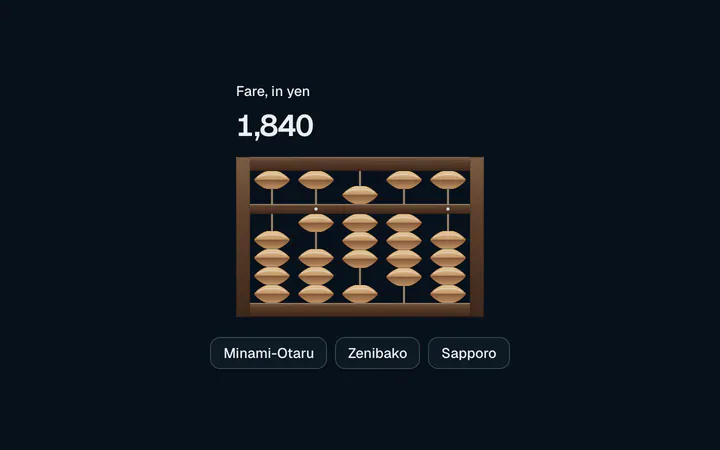 Fare, in yen
1,840
Minami-Otaru
Zenibako
Sapporo